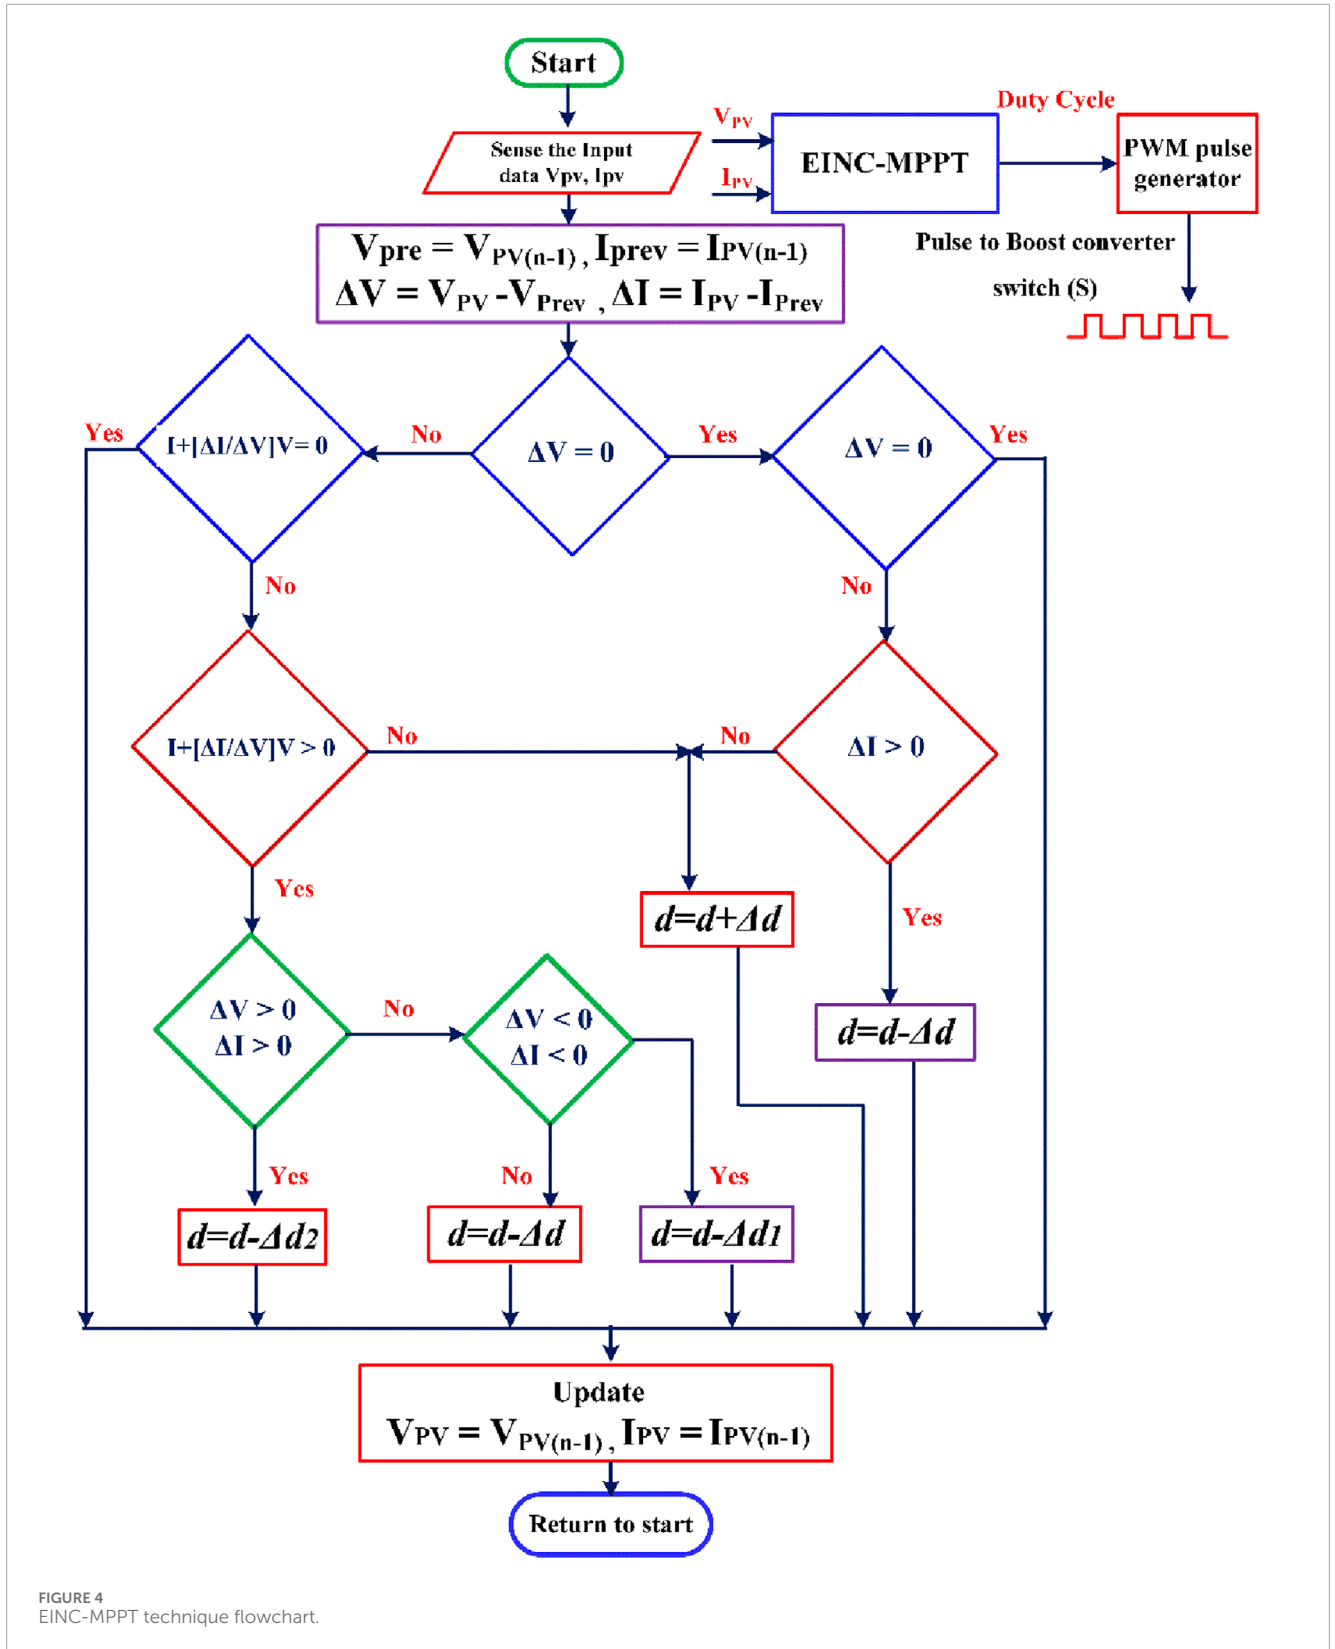 Start
Sense the Input
data Vpv, Ipv
VPV
IPV
EINC-MPPT
Duty Cycle
PWM pulse
generator
Pulse to Boost converter
switch (S)
Vpre = VPV(n-1), Iprev = IPV(n-1)
ΔV = VPV -VPrev , ΔI = IPV -IPrev
Yes
I+[ΔI/ΔV]V= 0
No
ΔV = 0
Yes
ΔV = 0
Yes
No
No
I+[ΔI/ΔV]V > 0
No
No
ΔI > 0
Yes
d=d+Δd
Yes
ΔV > 0
ΔI > 0
No
ΔV < 0
ΔI < 0
d=d-Δd
Yes
No
Yes
d=d-Δd2
d=d-Δd
d=d-Δd1
Update
VPV = VPV(n-1), IPV = IPV(n-1)
Return to start
FIGURE 4
EINC-MPPT technique flowchart.